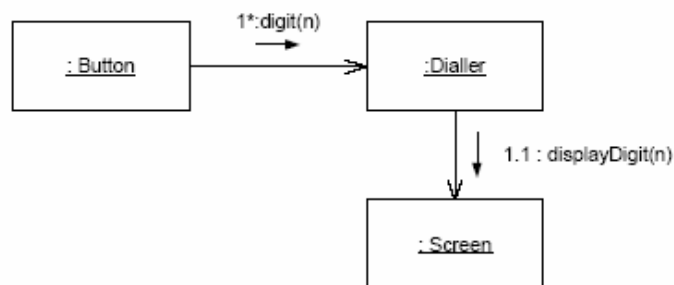 1*:digit(n)
: Button
:Dialler
1.1 : displayDigit(n)
: Screen